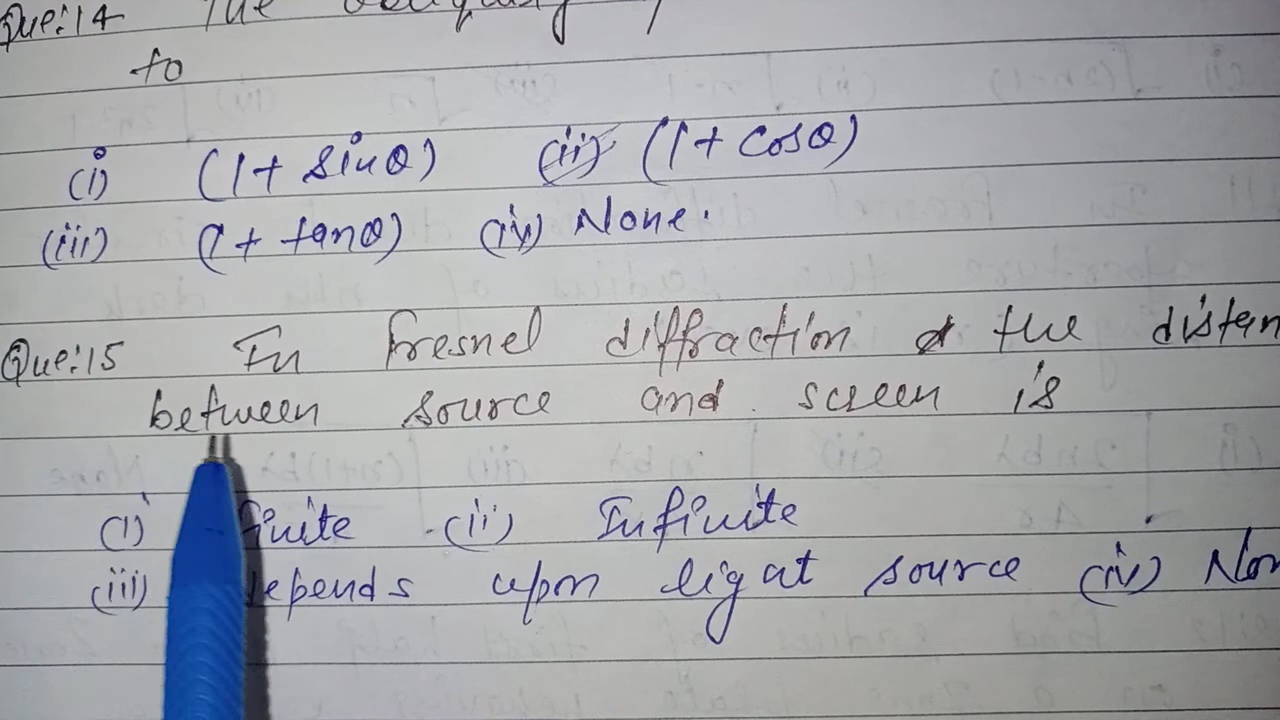 Que:14 The
to
(i) (1+ sinθ) (ii) (1+ cosθ)
(iii) (1+ tanθ) (iv) None.
Que:15 In Fresnel diffraction the distan
between source and screen is
(i) finite (ii) Infinite
(iii) depends upon light source (iv) Non